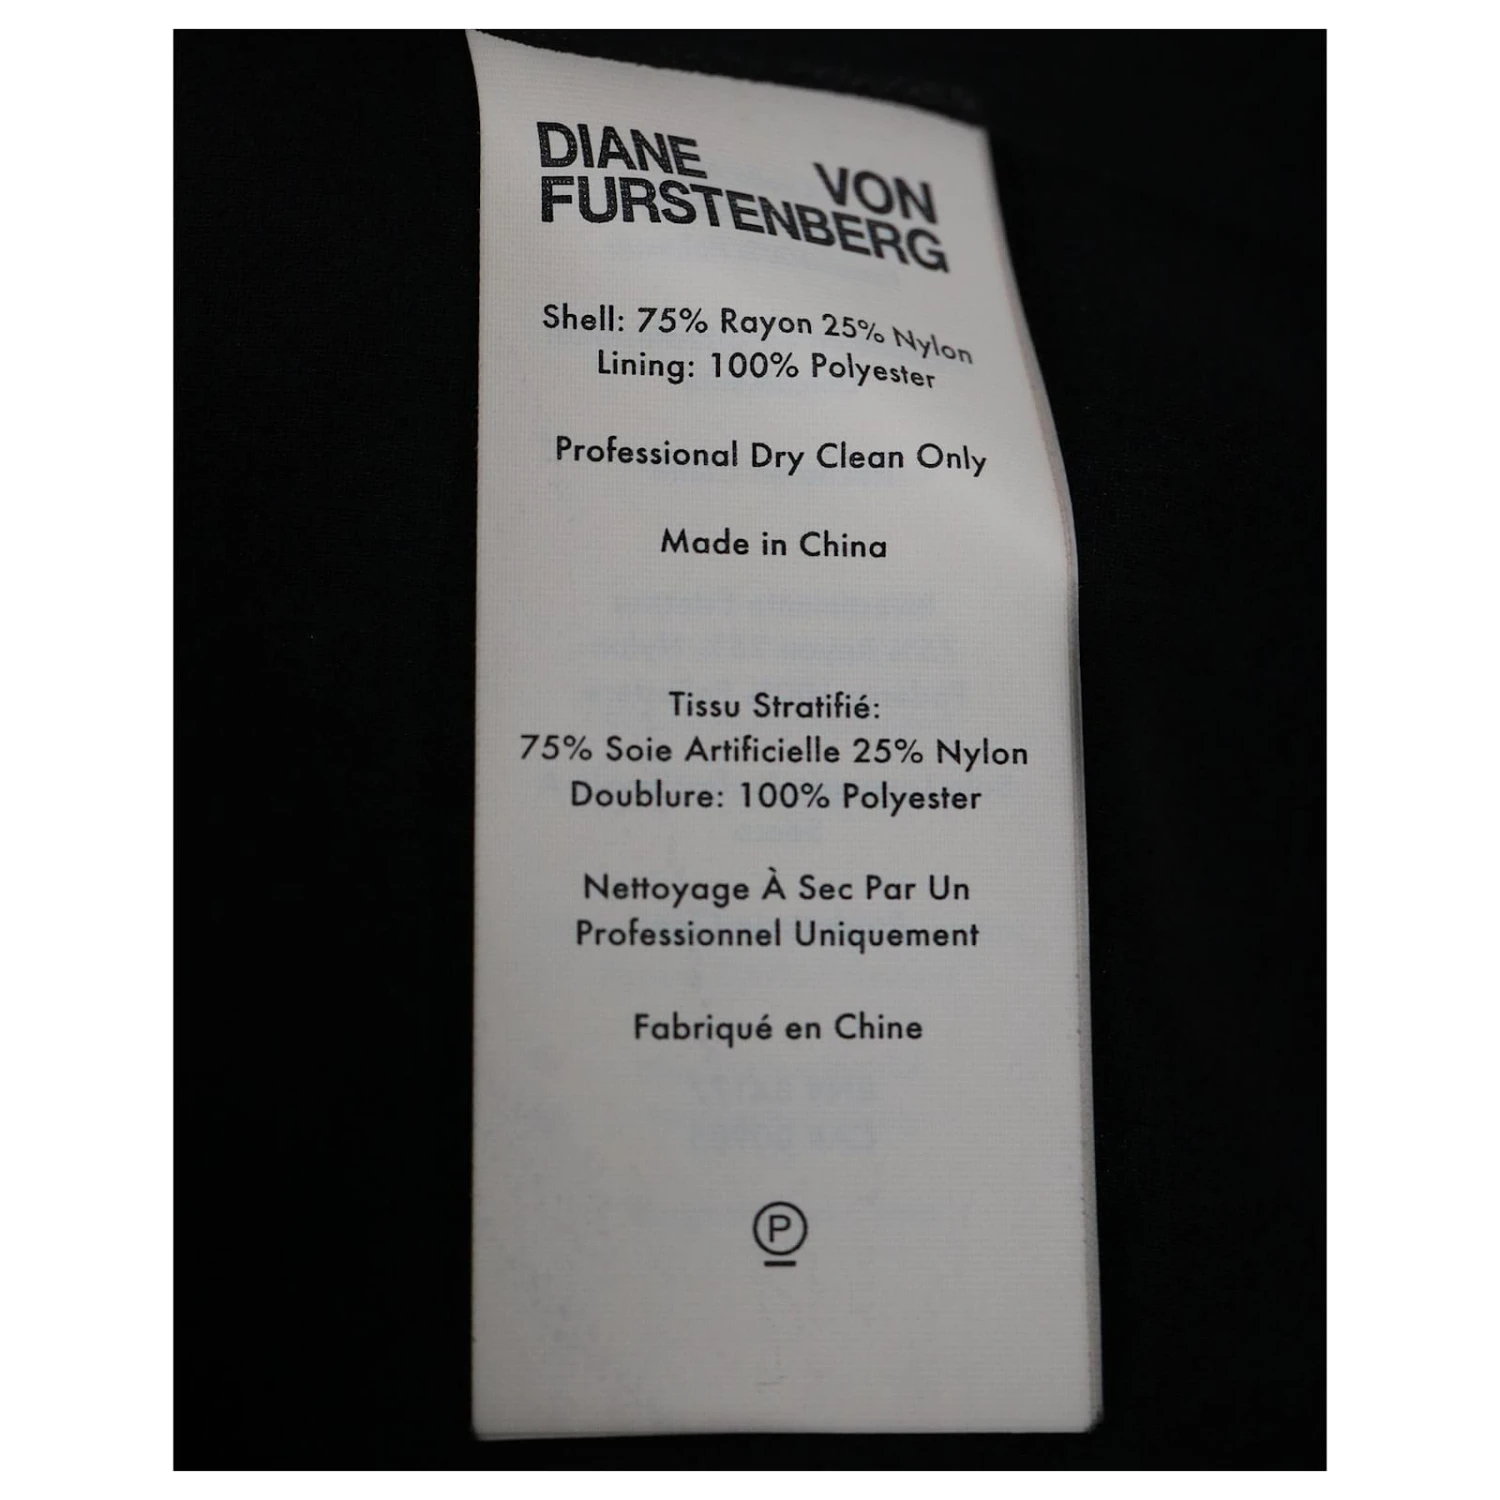 DIANE VON
FURSTENBERG
Shell: 75% Rayon 25% Nylon
Lining: 100% Polyester
Professional Dry Clean Only
Made in China
Tissu Stratifié:
75% Soie Artificielle 25% Nylon
Doublure: 100% Polyester
Nettoyage À Sec Par Un
Professionnel Uniquement
Fabriqué en Chine
P